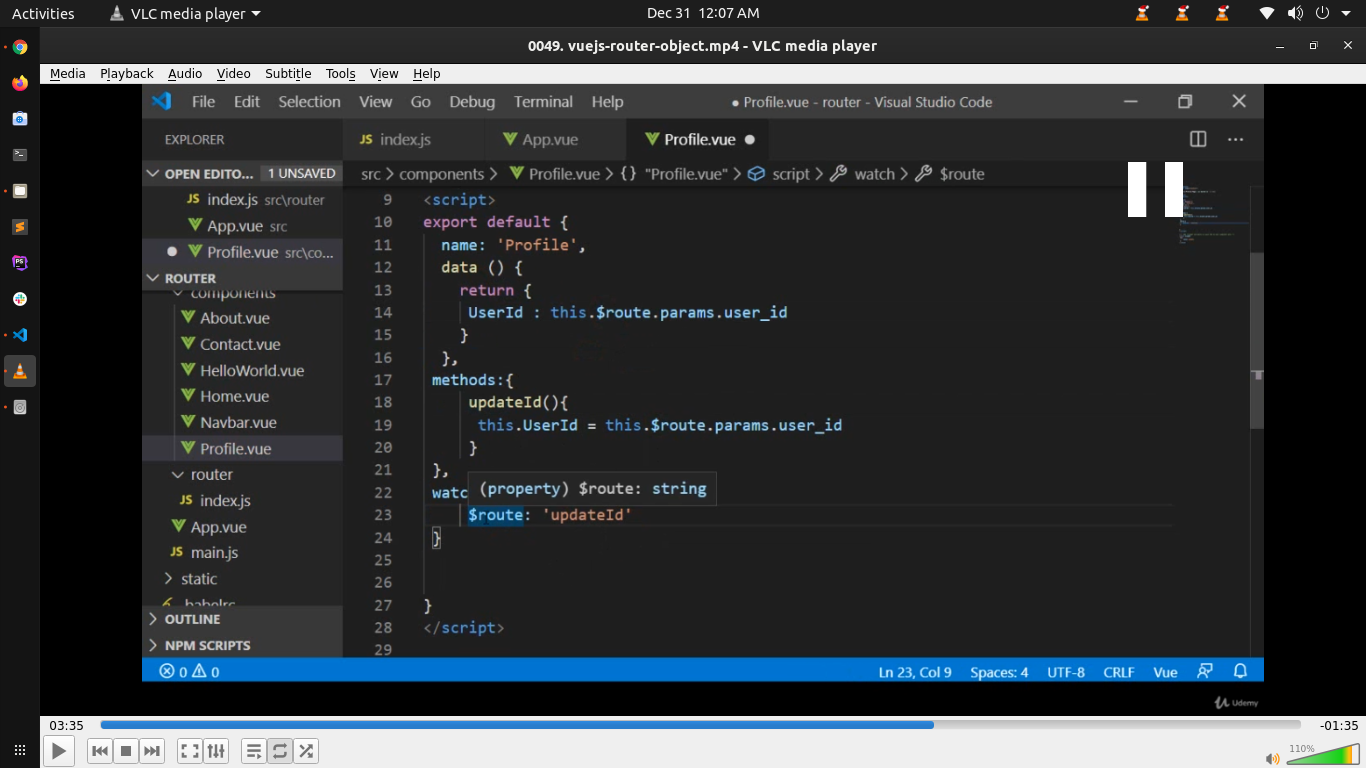 Activities
VLC media player
Dec 31 12:07 AM
0049. vuejs-router-object.mp4 - VLC media player
Media Playback Audio Video Subtitle Tools View Help
File Edit Selection View Go Debug Terminal Help
● Profile.vue - router - Visual Studio Code
EXPLORER
JS index.js
App.vue
Profile.vue ●
OPEN EDITO... 1 UNSAVED
JS index.js src\router
App.vue src
● Profile.vue src\co...
ROUTER
components
About.vue
Contact.vue
HelloWorld.vue
Home.vue
Navbar.vue
Profile.vue
router
JS index.js
App.vue
JS main.js
static
.babelrc
OUTLINE
NPM SCRIPTS
src > components > Profile.vue > {} "Profile.vue" > script > watch > $route
9 <script>
10 export default {
11 name: 'Profile',
12 data () {
13 return {
14 UserId : this.$route.params.user_id
15 }
16 },
17 methods:{
18 updateId(){
19 this.UserId = this.$route.params.user_id
20 }
21 },
22 watc
(property) $route: string
23 $route: 'updateId'
24 }
25
26
27 }
28 </script>
29
0 0
Ln 23, Col 9 Spaces: 4 UTF-8 CRLF Vue
Udemy
03:35
-01:35
110%